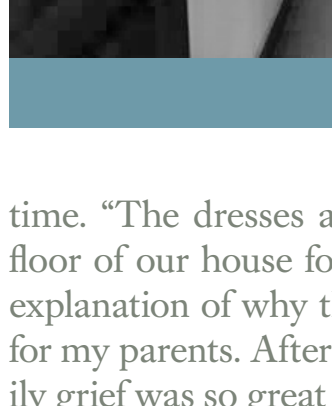 time. “The dresses a
floor of our house fo
explanation of why t
for my parents. After
ily grief was so great